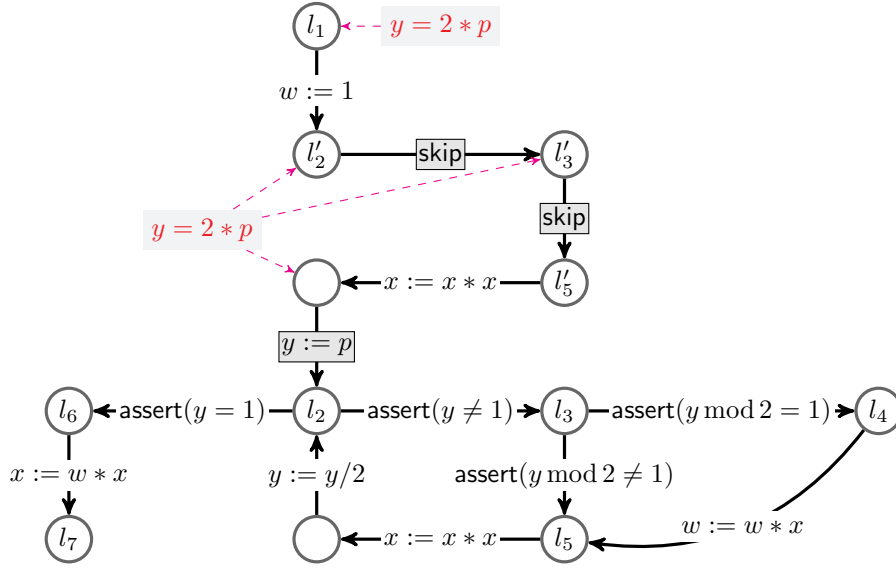 l₁ y = 2 ∗ p
w := 1
l′₂ skip l′₃
skip
y = 2 ∗ p
x := x ∗ x l′₅
y := p
l₆ assert(y = 1) l₂ assert(y ≠ 1) l₃ assert(y mod 2 = 1) l₄
x := w ∗ x y := y/2 assert(y mod 2 ≠ 1)
w := w ∗ x
l₇ x := x ∗ x l₅